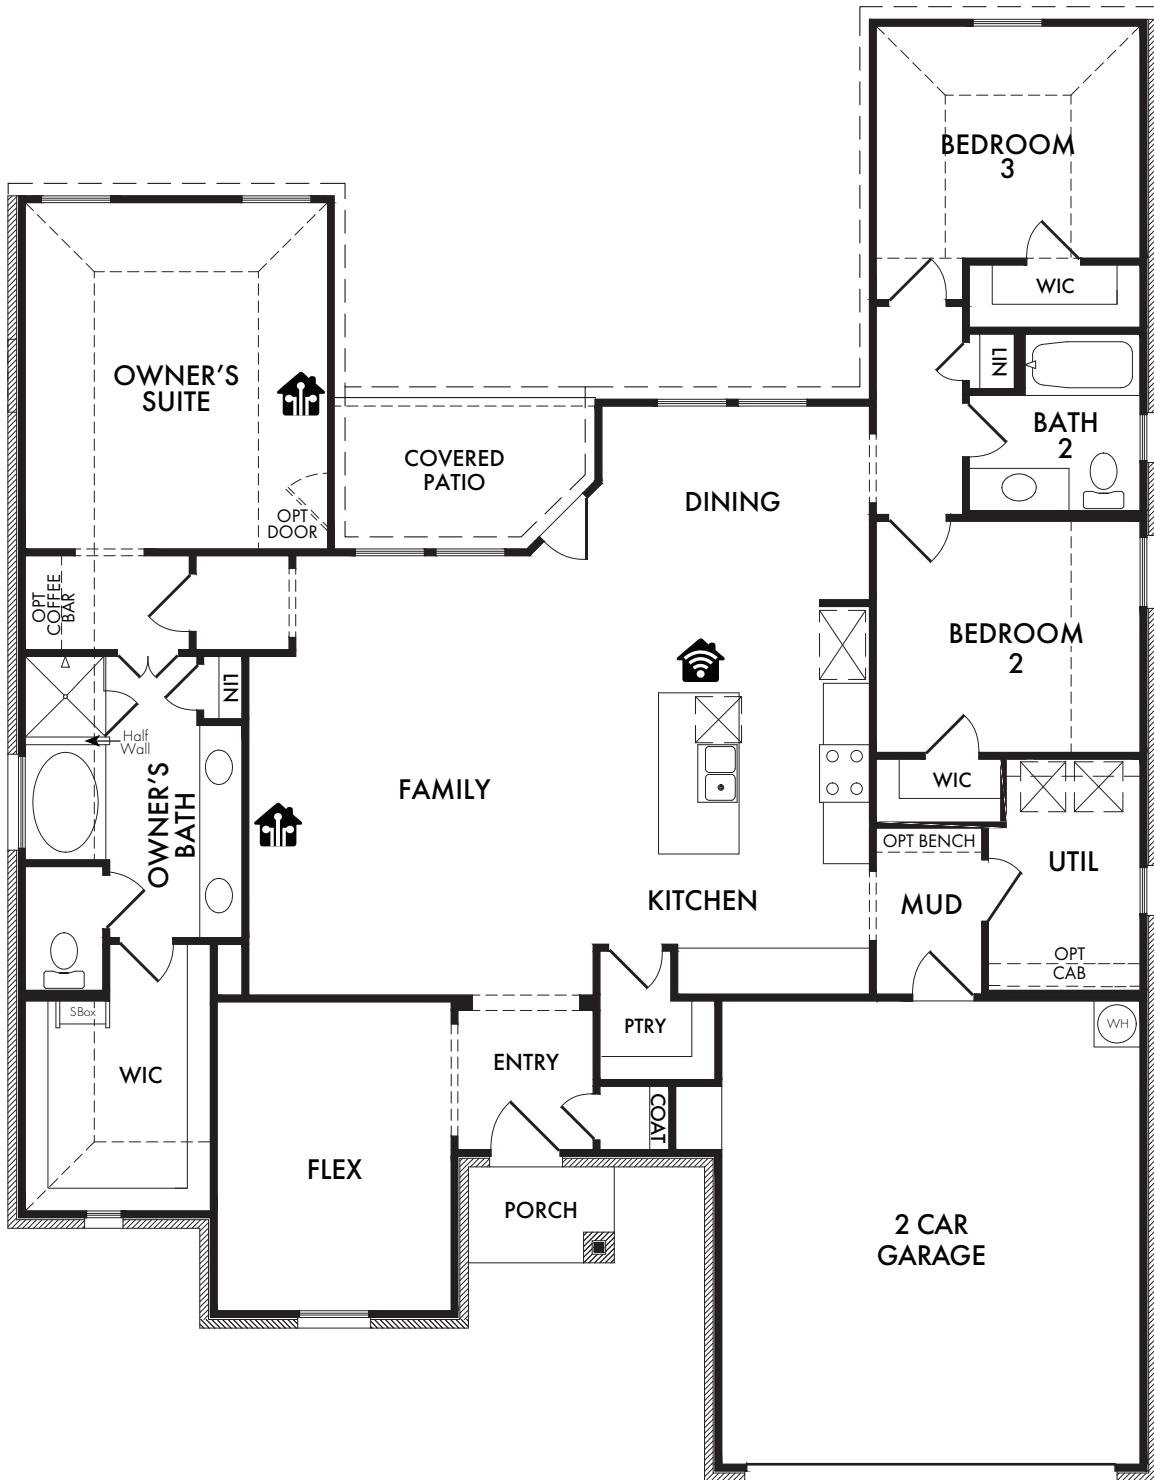 BEDROOM
3
WIC
OWNER'S
SUITE
LIN
BATH
2
COVERED
PATIO
DINING
OPT
DOOR
OPT
COFFEE
BAR
BEDROOM
2
LIN
Half
Wall
OWNER'S
BATH
FAMILY
WIC
OPT BENCH
UTIL
KITCHEN
MUD
OPT
CAB
SBox
PTRY
WH
ENTRY
WIC
COAT
FLEX
PORCH
2 CAR
GARAGE